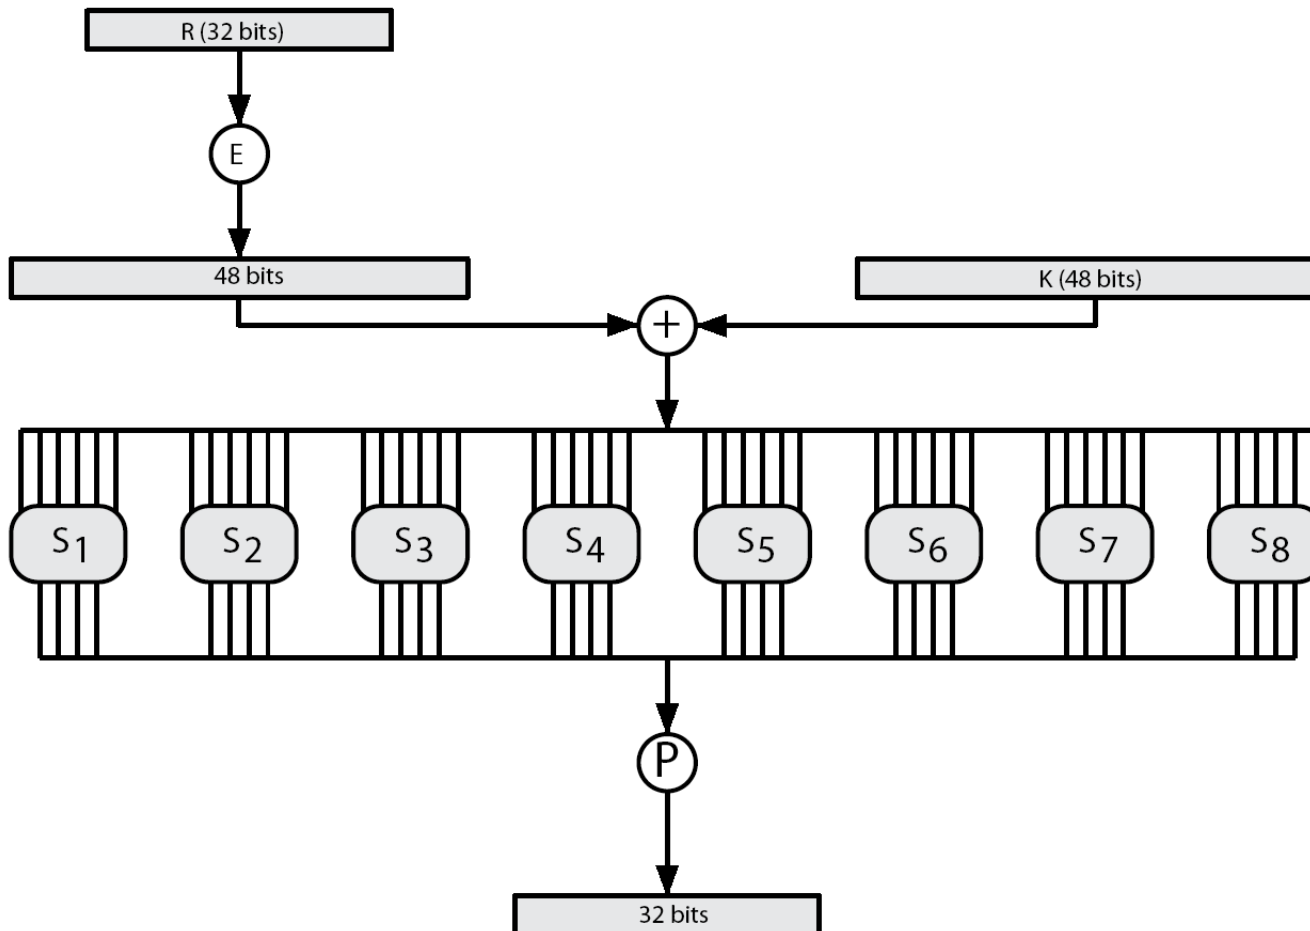 R (32 bits)
E
48 bits
K (48 bits)
+
S1 S2 S3 S4 S5 S6 S7 S8
P
32 bits